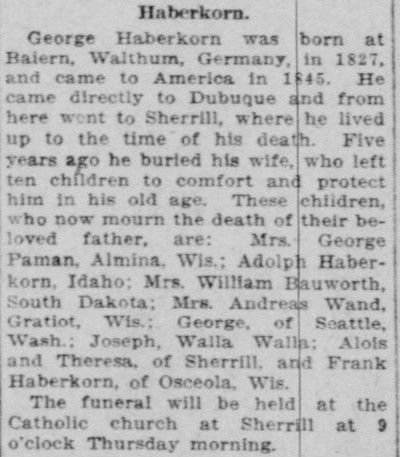 Haberkorn.
George Haberkorn was born at
Baiern, Walthum, Germany, in 1827,
and came to America in 1845. He
came directly to Dubuque and from
here went to Sherrill, where he lived
up to the time of his death. Five
years ago he buried his wife, who left
ten children to comfort and protect
him in his old age. These children,
who now mourn the death of their be-
loved father, are: Mrs. George
Paman, Almina, Wis.; Adolph Haber-
korn, Idaho; Mrs. William Bauworth,
South Dakota; Mrs. Andreas Wand,
Gratiot, Wis.; George, of Seattle,
Wash.; Joseph, Walla Walla; Alois
and Theresa, of Sherrill, and Frank
Haberkorn, of Osceola, Wis.
The funeral will be held at the
Catholic church at Sherrill at 9
o'clock Thursday morning.